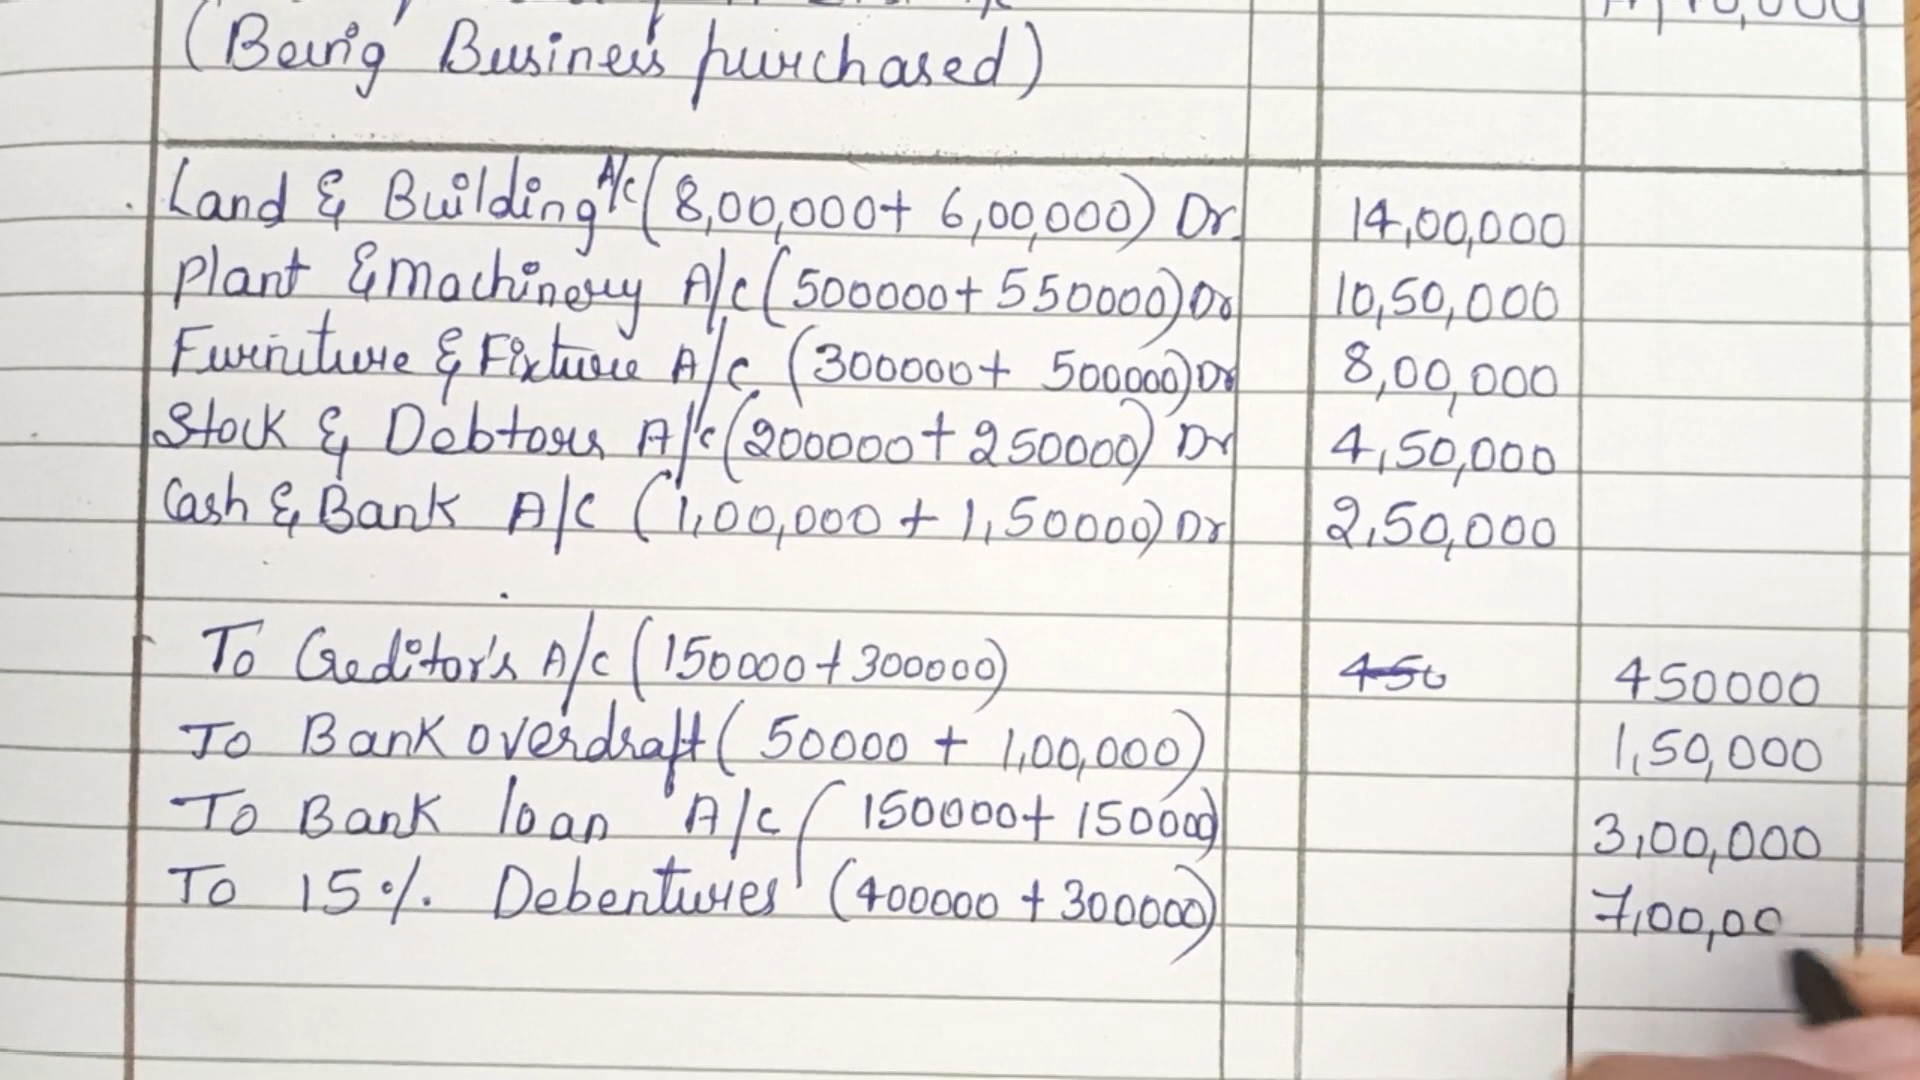 (Being Business purchased)
Land & Building A/c (8,00,000+ 6,00,000) Dr. 14,00,000
Plant & Machinery A/c (500000+ 550000) Dr 10,50,000
Furniture & Fixture A/c (300000+ 500000) Dr 8,00,000
Stock & Debtors A/c (200000+ 250000) Dr 4,50,000
Cash & Bank A/c (1,00,000 + 1,50000) Dr 2,50,000
To Creditor's A/c (150000+300000) 450 450000
To Bank overdraft (50000 + 1,00,000) 1,50,000
To Bank loan A/c (150000+ 150000) 3,00,000
To 15% Debentures (400000 + 300000) 7,00,00